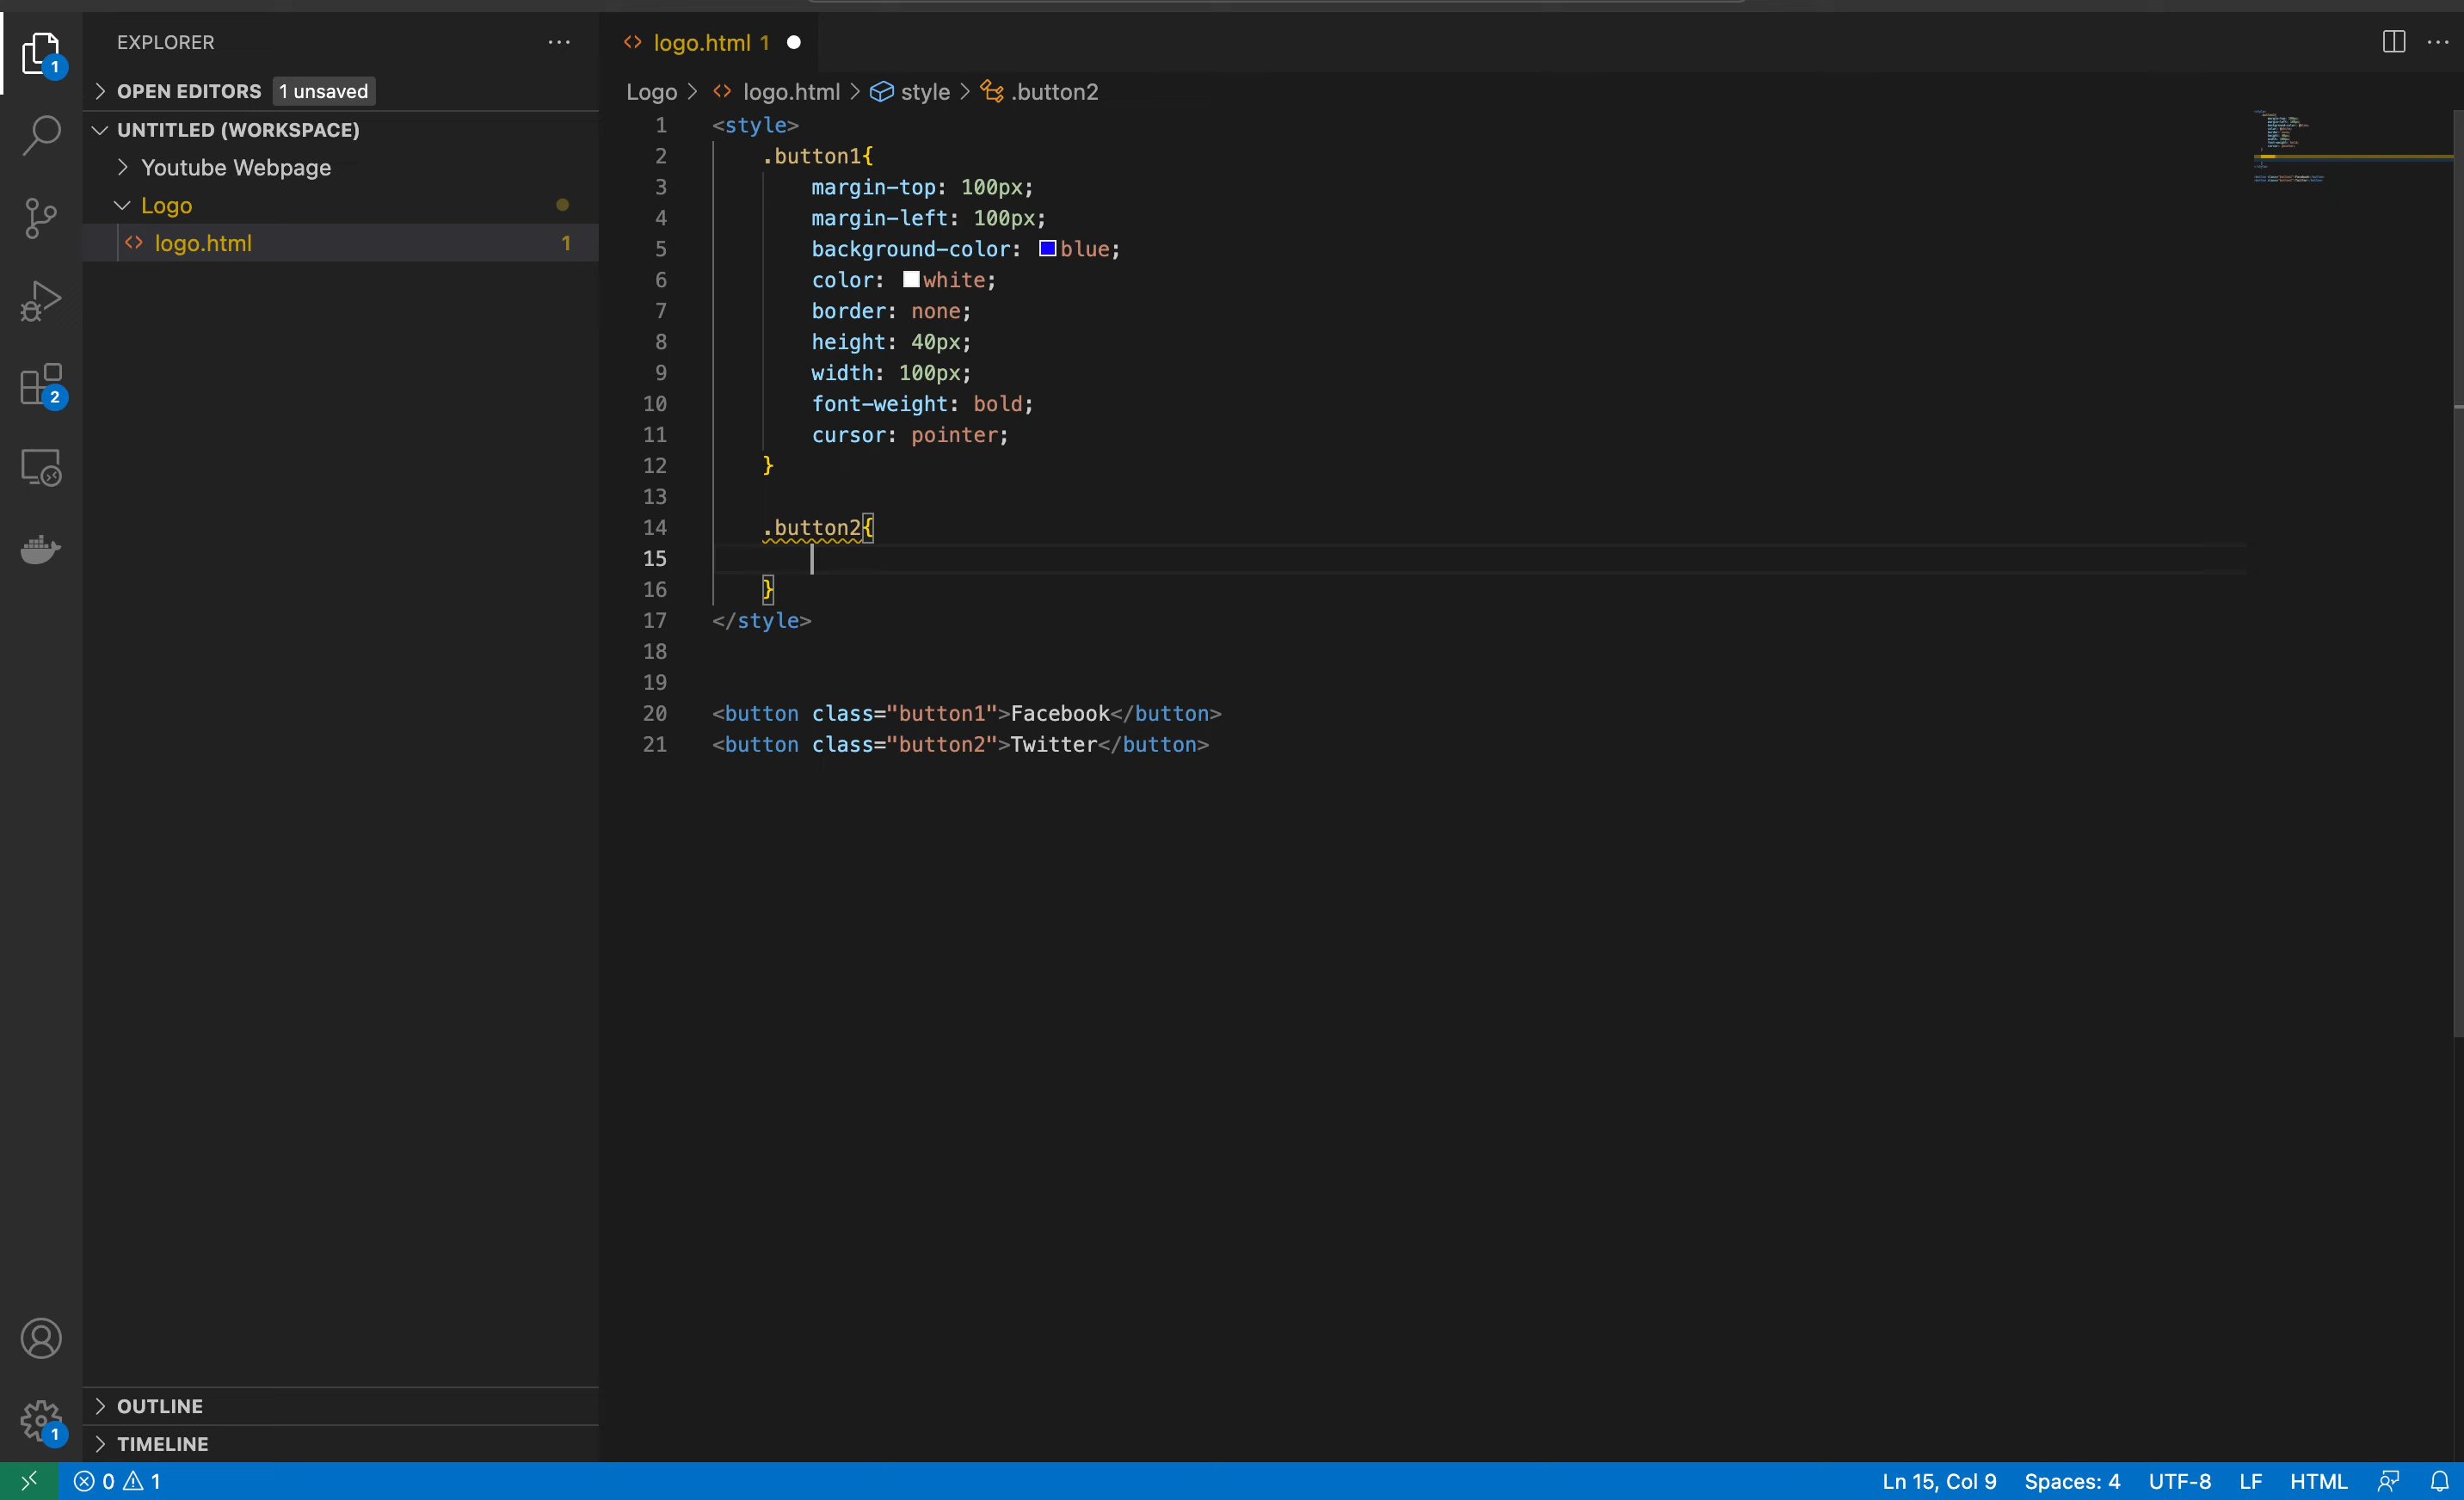 EXPLORER
OPEN EDITORS 1 unsaved
UNTITLED (WORKSPACE)
Youtube Webpage
Logo
logo.html 1
OUTLINE
TIMELINE
1
2
1
logo.html 1
Logo > logo.html > style > .button2
1 <style>
2 .button1{
3 margin-top: 100px;
4 margin-left: 100px;
5 background-color: blue;
6 color: white;
7 border: none;
8 height: 40px;
9 width: 100px;
10 font-weight: bold;
11 cursor: pointer;
12 }
13
14 .button2{
15
16 }
17 </style>
18
19
20 <button class="button1">Facebook</button>
21 <button class="button2">Twitter</button>
0 1
Ln 15, Col 9 Spaces: 4 UTF-8 LF HTML